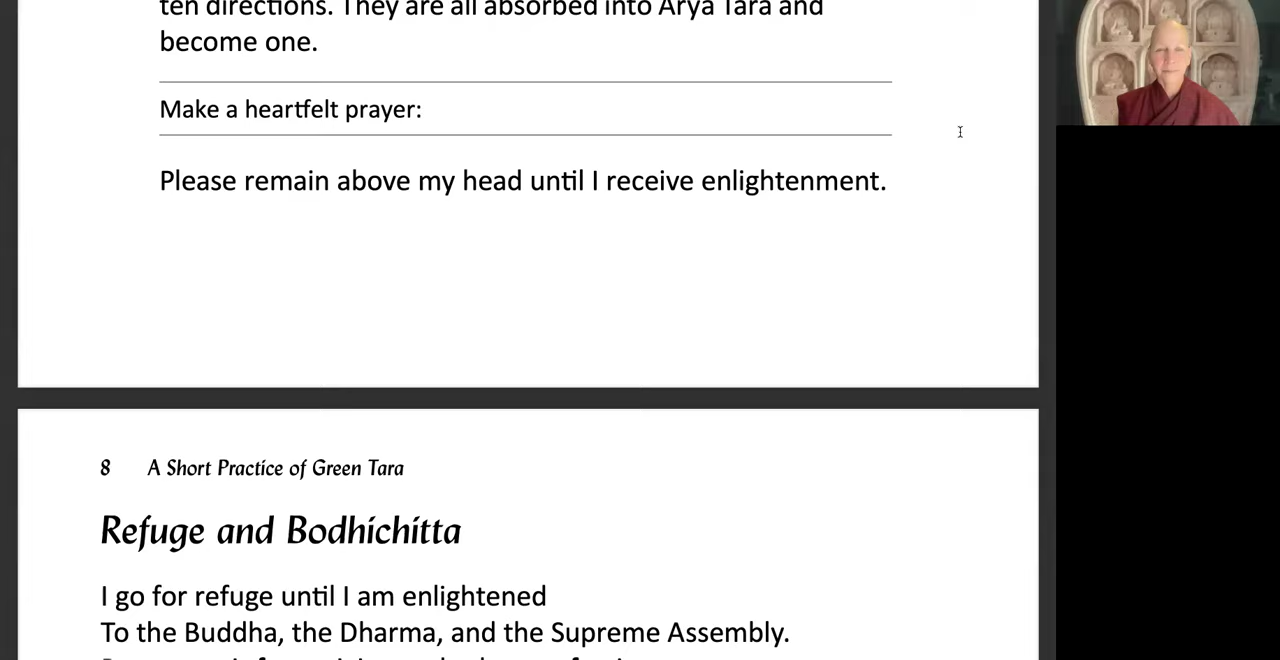 ten directions. They are all absorbed into Arya Tara and
become one.
Make a heartfelt prayer:
Please remain above my head until I receive enlightenment.
8 A Short Practice of Green Tara
Refuge and Bodhichitta
I go for refuge until I am enlightened
To the Buddha, the Dharma, and the Supreme Assembly.